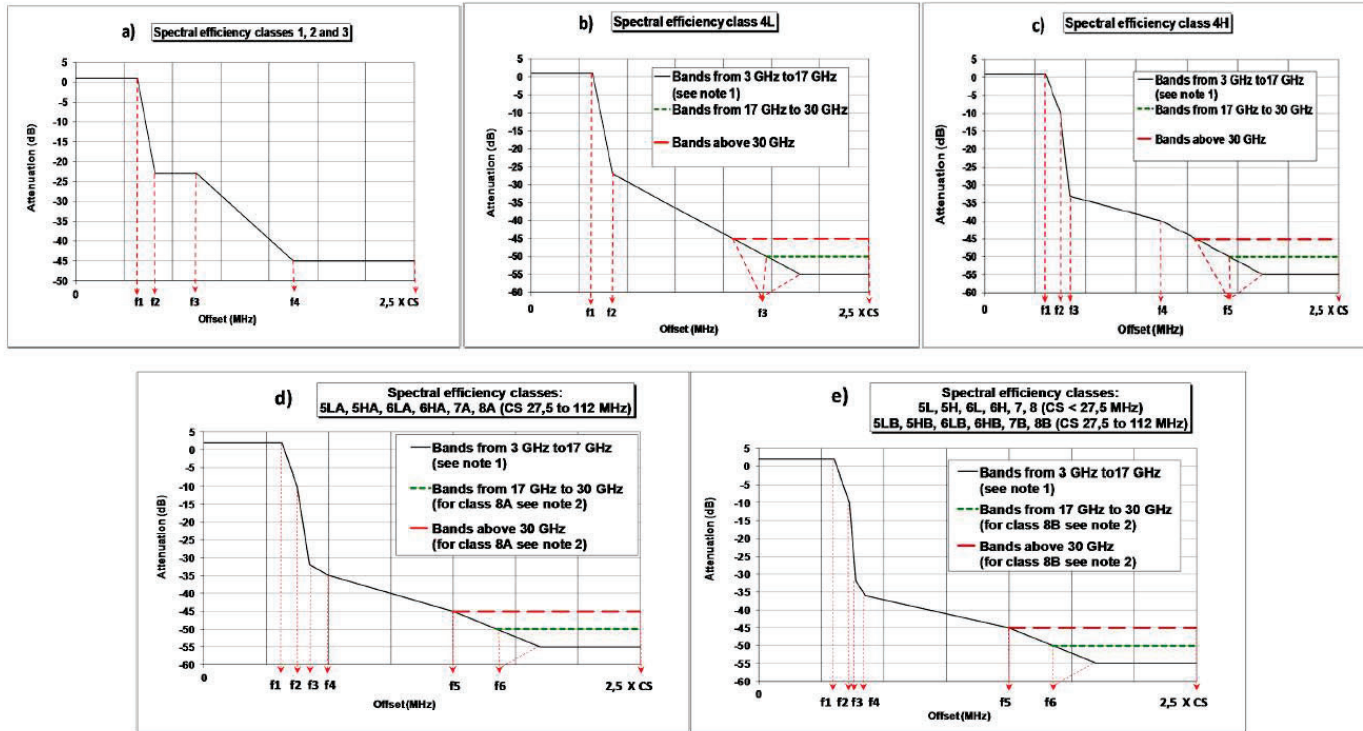 a)
Spectral efficiency classes 1, 2 and 3
5
0
-5
-10
-15
-20
-25
-30
-35
-40
-45
-50
Attenuation (dB)
0
f1
f2
f3
f4
2,5 X CS
Offset (MHz)
b)
Spectral efficiency class 4L
Bands from 3 GHz to17 GHz
(see note 1)
Bands from 17 GHz to 30 GHz
Bands above 30 GHz
5
0
-5
-10
-15
-20
-25
-30
-35
-40
-45
-50
-55
-60
Attenuation (dB)
0
f1
f2
f3
2,5 X CS
Offset (MHz)
c)
Spectral efficiency class 4H
Bands from 3 GHz to17 GHz
(see note 1)
Bands from 17 GHz to 30 GHz
Bands above 30 GHz
5
0
-5
-10
-15
-20
-25
-30
-35
-40
-45
-50
-55
-60
Attenuation (dB)
0
f1
f2
f3
f4
f5
2,5 X CS
Offset (MHz)
d)
Spectral efficiency classes:
5LA, 5HA, 6LA, 6HA, 7A, 8A (CS 27,5 to 112 MHz)
Bands from 3 GHz to17 GHz
(see note 1)
Bands from 17 GHz to 30 GHz
(for class 8A see note 2)
Bands above 30 GHz
(for class 8A see note 2)
5
0
-5
-10
-15
-20
-25
-30
-35
-40
-45
-50
-55
-60
Attenuation (dB)
0
f1
f2
f3
f4
f5
f6
2,5 X CS
Offset (MHz)
e)
Spectral efficiency classes:
5L, 5H, 6L, 6H, 7, 8 (CS < 27,5 MHz)
5LB, 5HB, 6LB, 6HB, 7B, 8B (CS 27,5 to 112 MHz)
Bands from 3 GHz to17 GHz
(see note 1)
Bands from 17 GHz to 30 GHz
(for class 8B see note 2)
Bands above 30 GHz
(for class 8B see note 2)
5
0
-5
-10
-15
-20
-25
-30
-35
-40
-45
-50
-55
-60
Attenuation (dB)
0
f1
f2
f3
f4
f5
f6
2,5 X CS
Offset (MHz)